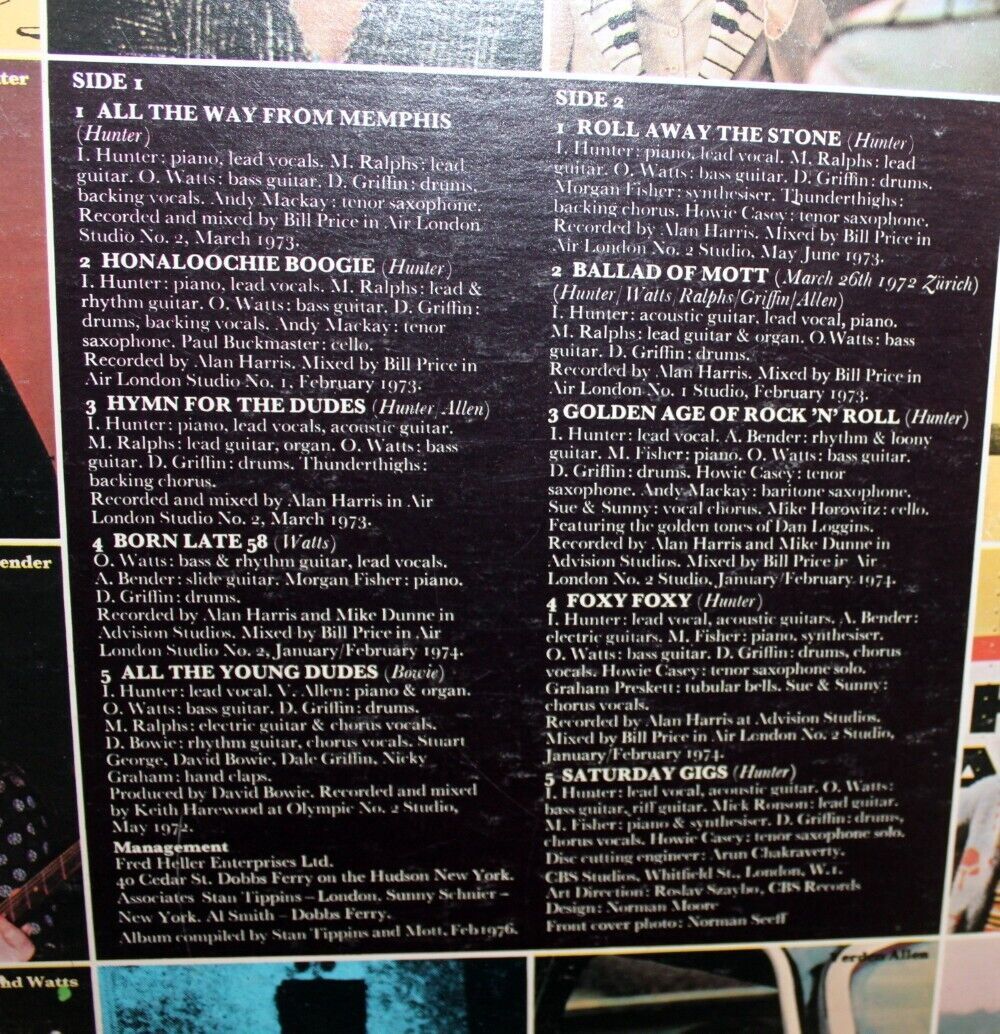 SIDE 1
1 ALL THE WAY FROM MEMPHIS
(Hunter)
I. Hunter: piano, lead vocals. M. Ralphs: lead
guitar. O. Watts: bass guitar. D. Griffin: drums,
backing vocals. Andy Mackay: tenor saxophone.
Recorded and mixed by Bill Price in Air London
Studio No. 2, March 1973.
2 HONALOOCHIE BOOGIE (Hunter)
I. Hunter: piano, lead vocals. M. Ralphs: lead &
rhythm guitar. O. Watts: bass guitar. D. Griffin:
drums, backing vocals. Andy Mackay: tenor
saxophone. Paul Buckmaster: cello.
Recorded by Alan Harris. Mixed by Bill Price in
Air London Studio No. 1, February 1973.
3 HYMN FOR THE DUDES (Hunter/Allen)
I. Hunter: piano, lead vocals, acoustic guitar.
M. Ralphs: lead guitar, organ. O. Watts: bass
guitar. D. Griffin: drums. Thunderthighs:
backing chorus.
Recorded and mixed by Alan Harris in Air
London Studio No. 2, March 1973.
4 BORN LATE 58 (Watts)
O. Watts: bass & rhythm guitar, lead vocals.
A. Bender: slide guitar. Morgan Fisher: piano.
D. Griffin: drums.
Recorded by Alan Harris and Mike Dunne in
Advision Studios. Mixed by Bill Price in Air
London Studio No. 2, January/February 1974.
5 ALL THE YOUNG DUDES (Bowie)
I. Hunter: lead vocal. V. Allen: piano & organ.
O. Watts: bass guitar. D. Griffin: drums.
M. Ralphs: electric guitar & chorus vocals.
D. Bowie: rhythm guitar, chorus vocals. Stuart
George, David Bowie, Dale Griffin, Nicky
Graham: hand claps.
Produced by David Bowie. Recorded and mixed
by Keith Harewood at Olympic No. 2 Studio,
May 1972.
Management
Fred Heller Enterprises Ltd.
40 Cedar St. Dobbs Ferry on the Hudson New York.
Associates Stan Tippins – London, Sunny Schnier –
New York. Al Smith – Dobbs Ferry.
Album compiled by Stan Tippins and Mott, Feb 1976.
SIDE 2
1 ROLL AWAY THE STONE (Hunter)
I. Hunter: piano, lead vocal. M. Ralphs: lead
guitar. O. Watts: bass guitar. D. Griffin: drums.
Morgan Fisher: synthesiser. Thunderthighs:
backing chorus. Howie Casey: tenor saxophone.
Recorded by Alan Harris. Mixed by Bill Price in
Air London No. 2 Studio, May June 1973.
2 BALLAD OF MOTT (March 26th 1972 Zürich)
(Hunter/Watts/Ralphs/Griffin/Allen)
I. Hunter: acoustic guitar, lead vocal, piano.
M. Ralphs: lead guitar & organ. O. Watts: bass
guitar. D. Griffin: drums.
Recorded by Alan Harris. Mixed by Bill Price in
Air London No. 1 Studio, February 1973.
3 GOLDEN AGE OF ROCK 'N' ROLL (Hunter)
I. Hunter: lead vocal. A. Bender: rhythm & loony
guitar. M. Fisher: piano. O. Watts: bass guitar.
D. Griffin: drums. Howie Casey: tenor
saxophone. Andy Mackay: baritone saxophone.
Sue & Sunny: vocal chorus. Mike Horowitz: cello.
Featuring the golden tones of Dan Loggins.
Recorded by Alan Harris and Mike Dunne in
Advision Studios. Mixed by Bill Price in Air
London No. 2 Studio, January/February 1974.
4 FOXY FOXY (Hunter)
I. Hunter: lead vocal, acoustic guitars. A. Bender:
electric guitars. M. Fisher: piano, synthesiser.
O. Watts: bass guitar. D. Griffin: drums, chorus
vocals. Howie Casey: tenor saxophone solo.
Graham Preskett: tubular bells. Sue & Sunny:
chorus vocals.
Recorded by Alan Harris at Advision Studios.
Mixed by Bill Price in Air London No. 2 Studio,
January/February 1974.
5 SATURDAY GIGS (Hunter)
I. Hunter: lead vocal, acoustic guitar. O. Watts:
bass guitar, riff guitar. Mick Ronson: lead guitar.
M. Fisher: piano & synthesiser. D. Griffin: drums,
chorus vocals. Howie Casey: tenor saxophone solo.
Disc cutting engineer: Arun Chakraverty.
CBS Studios, Whitfield St., London, W.1.
Art Direction: Roslav Szaybo, CBS Records
Design: Norman Moore
Front cover photo: Norman Seeff
ter
ender
nd Watts
Verden Allen